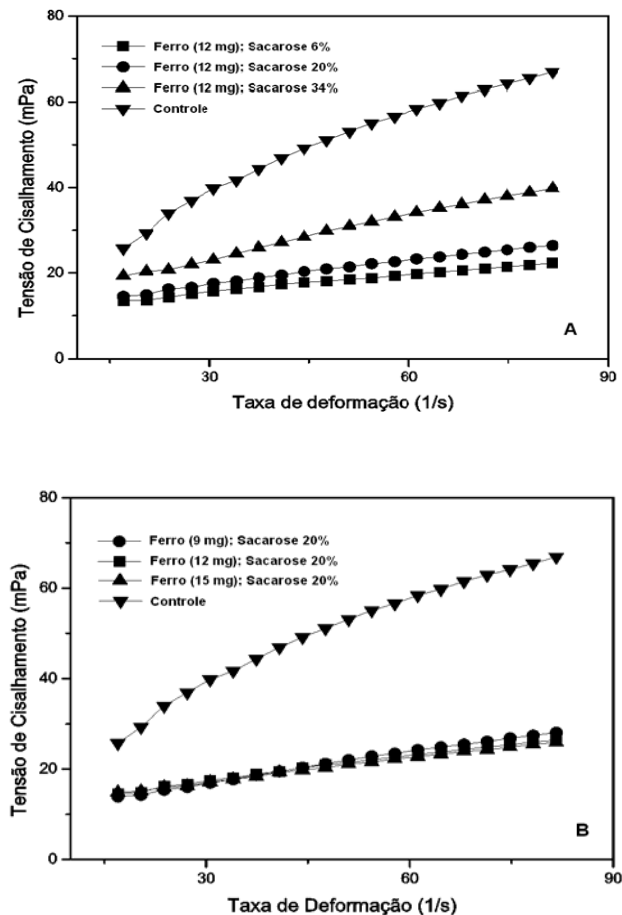 80
Ferro (12 mg); Sacarose 6%
Ferro (12 mg); Sacarose 20%
Ferro (12 mg); Sacarose 34%
Controle
60
40
20
0
Tensão de Cisalhamento (mPa)
A
30
60
90
Taxa de deformação (1/s)
80
Ferro (9 mg); Sacarose 20%
Ferro (12 mg); Sacarose 20%
Ferro (15 mg); Sacarose 20%
Controle
60
40
20
0
Tensão de Cisalhamento (mPa)
B
30
60
90
Taxa de Deformação (1/s)